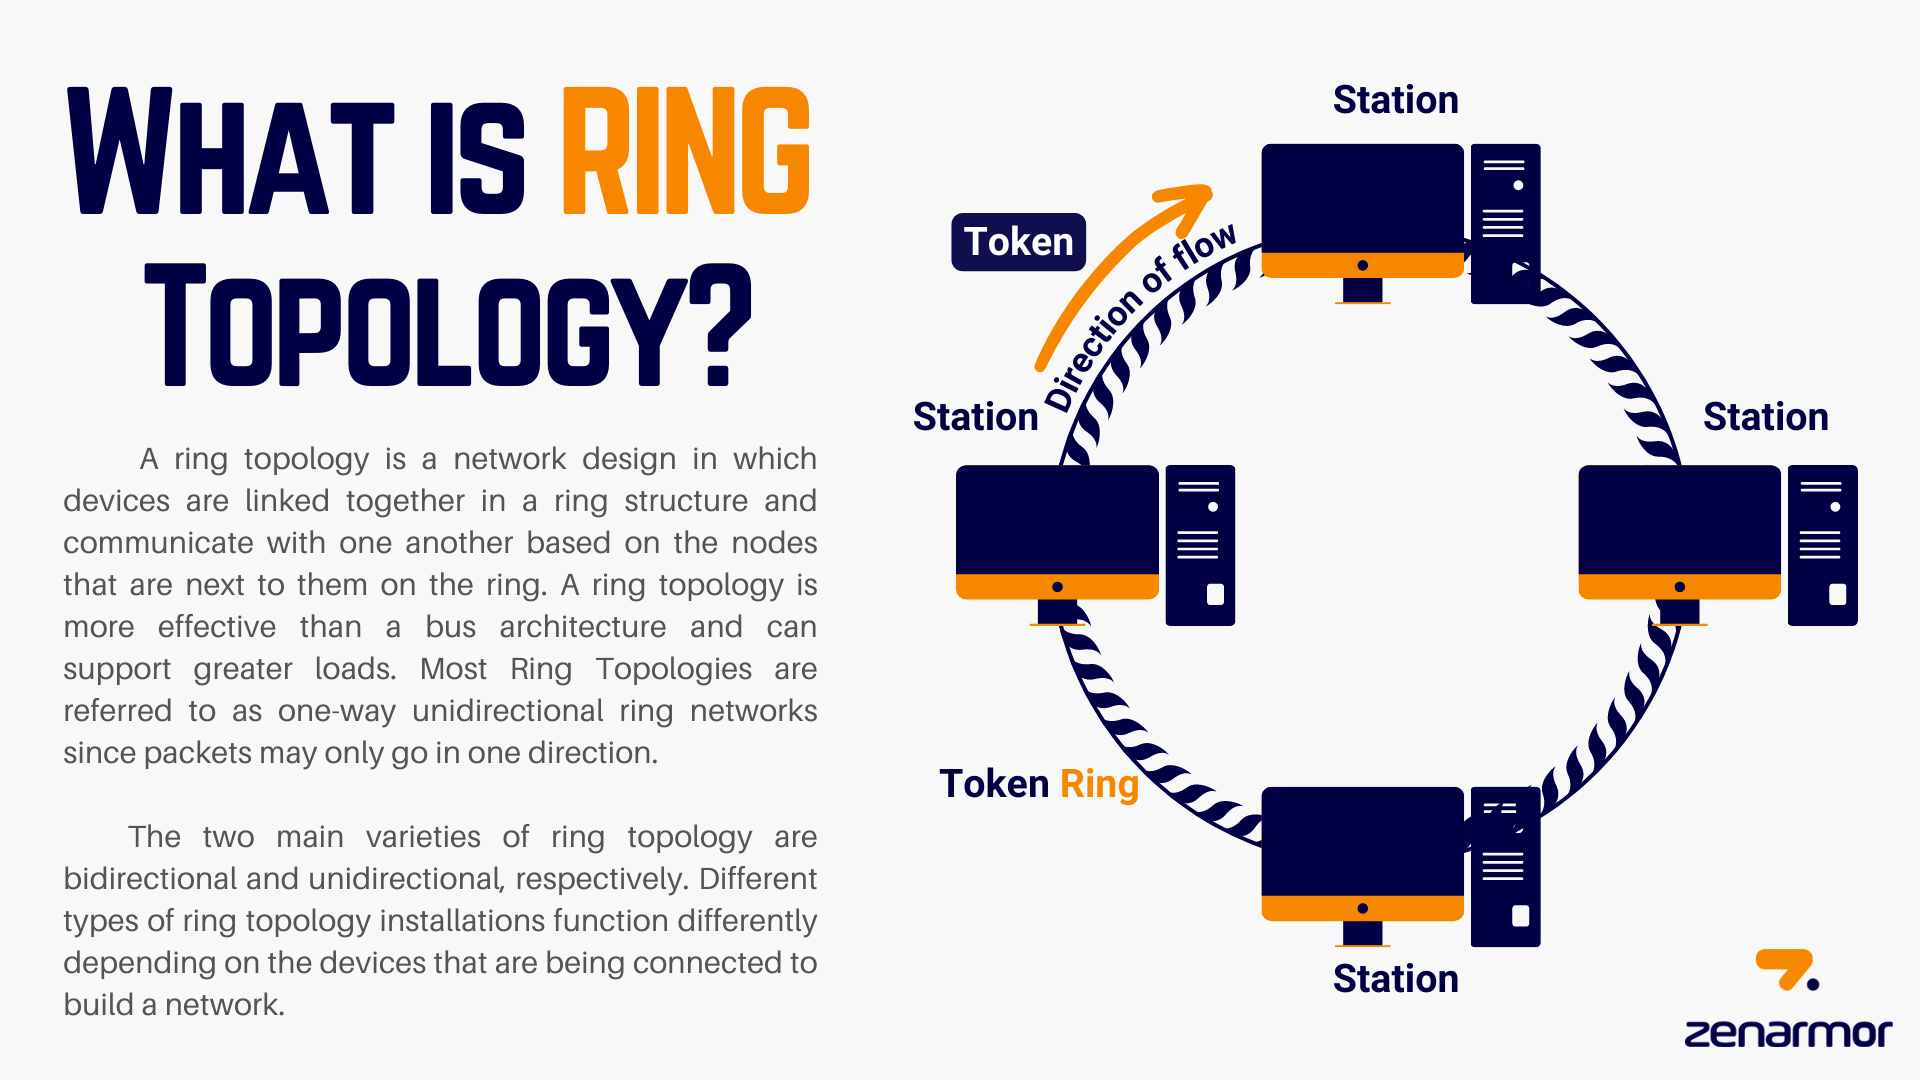 WHAT IS RING
TOPOLOGY?
A ring topology is a network design in which
devices are linked together in a ring structure and
communicate with one another based on the nodes
that are next to them on the ring. A ring topology is
more effective than a bus architecture and can
support greater loads. Most Ring Topologies are
referred to as one-way unidirectional ring networks
since packets may only go in one direction.
The two main varieties of ring topology are
bidirectional and unidirectional, respectively. Different
types of ring topology installations function differently
depending on the devices that are being connected to
build a network.
Station
Token
Direction of flow
Station
Station
Token Ring
Station
zenarmor